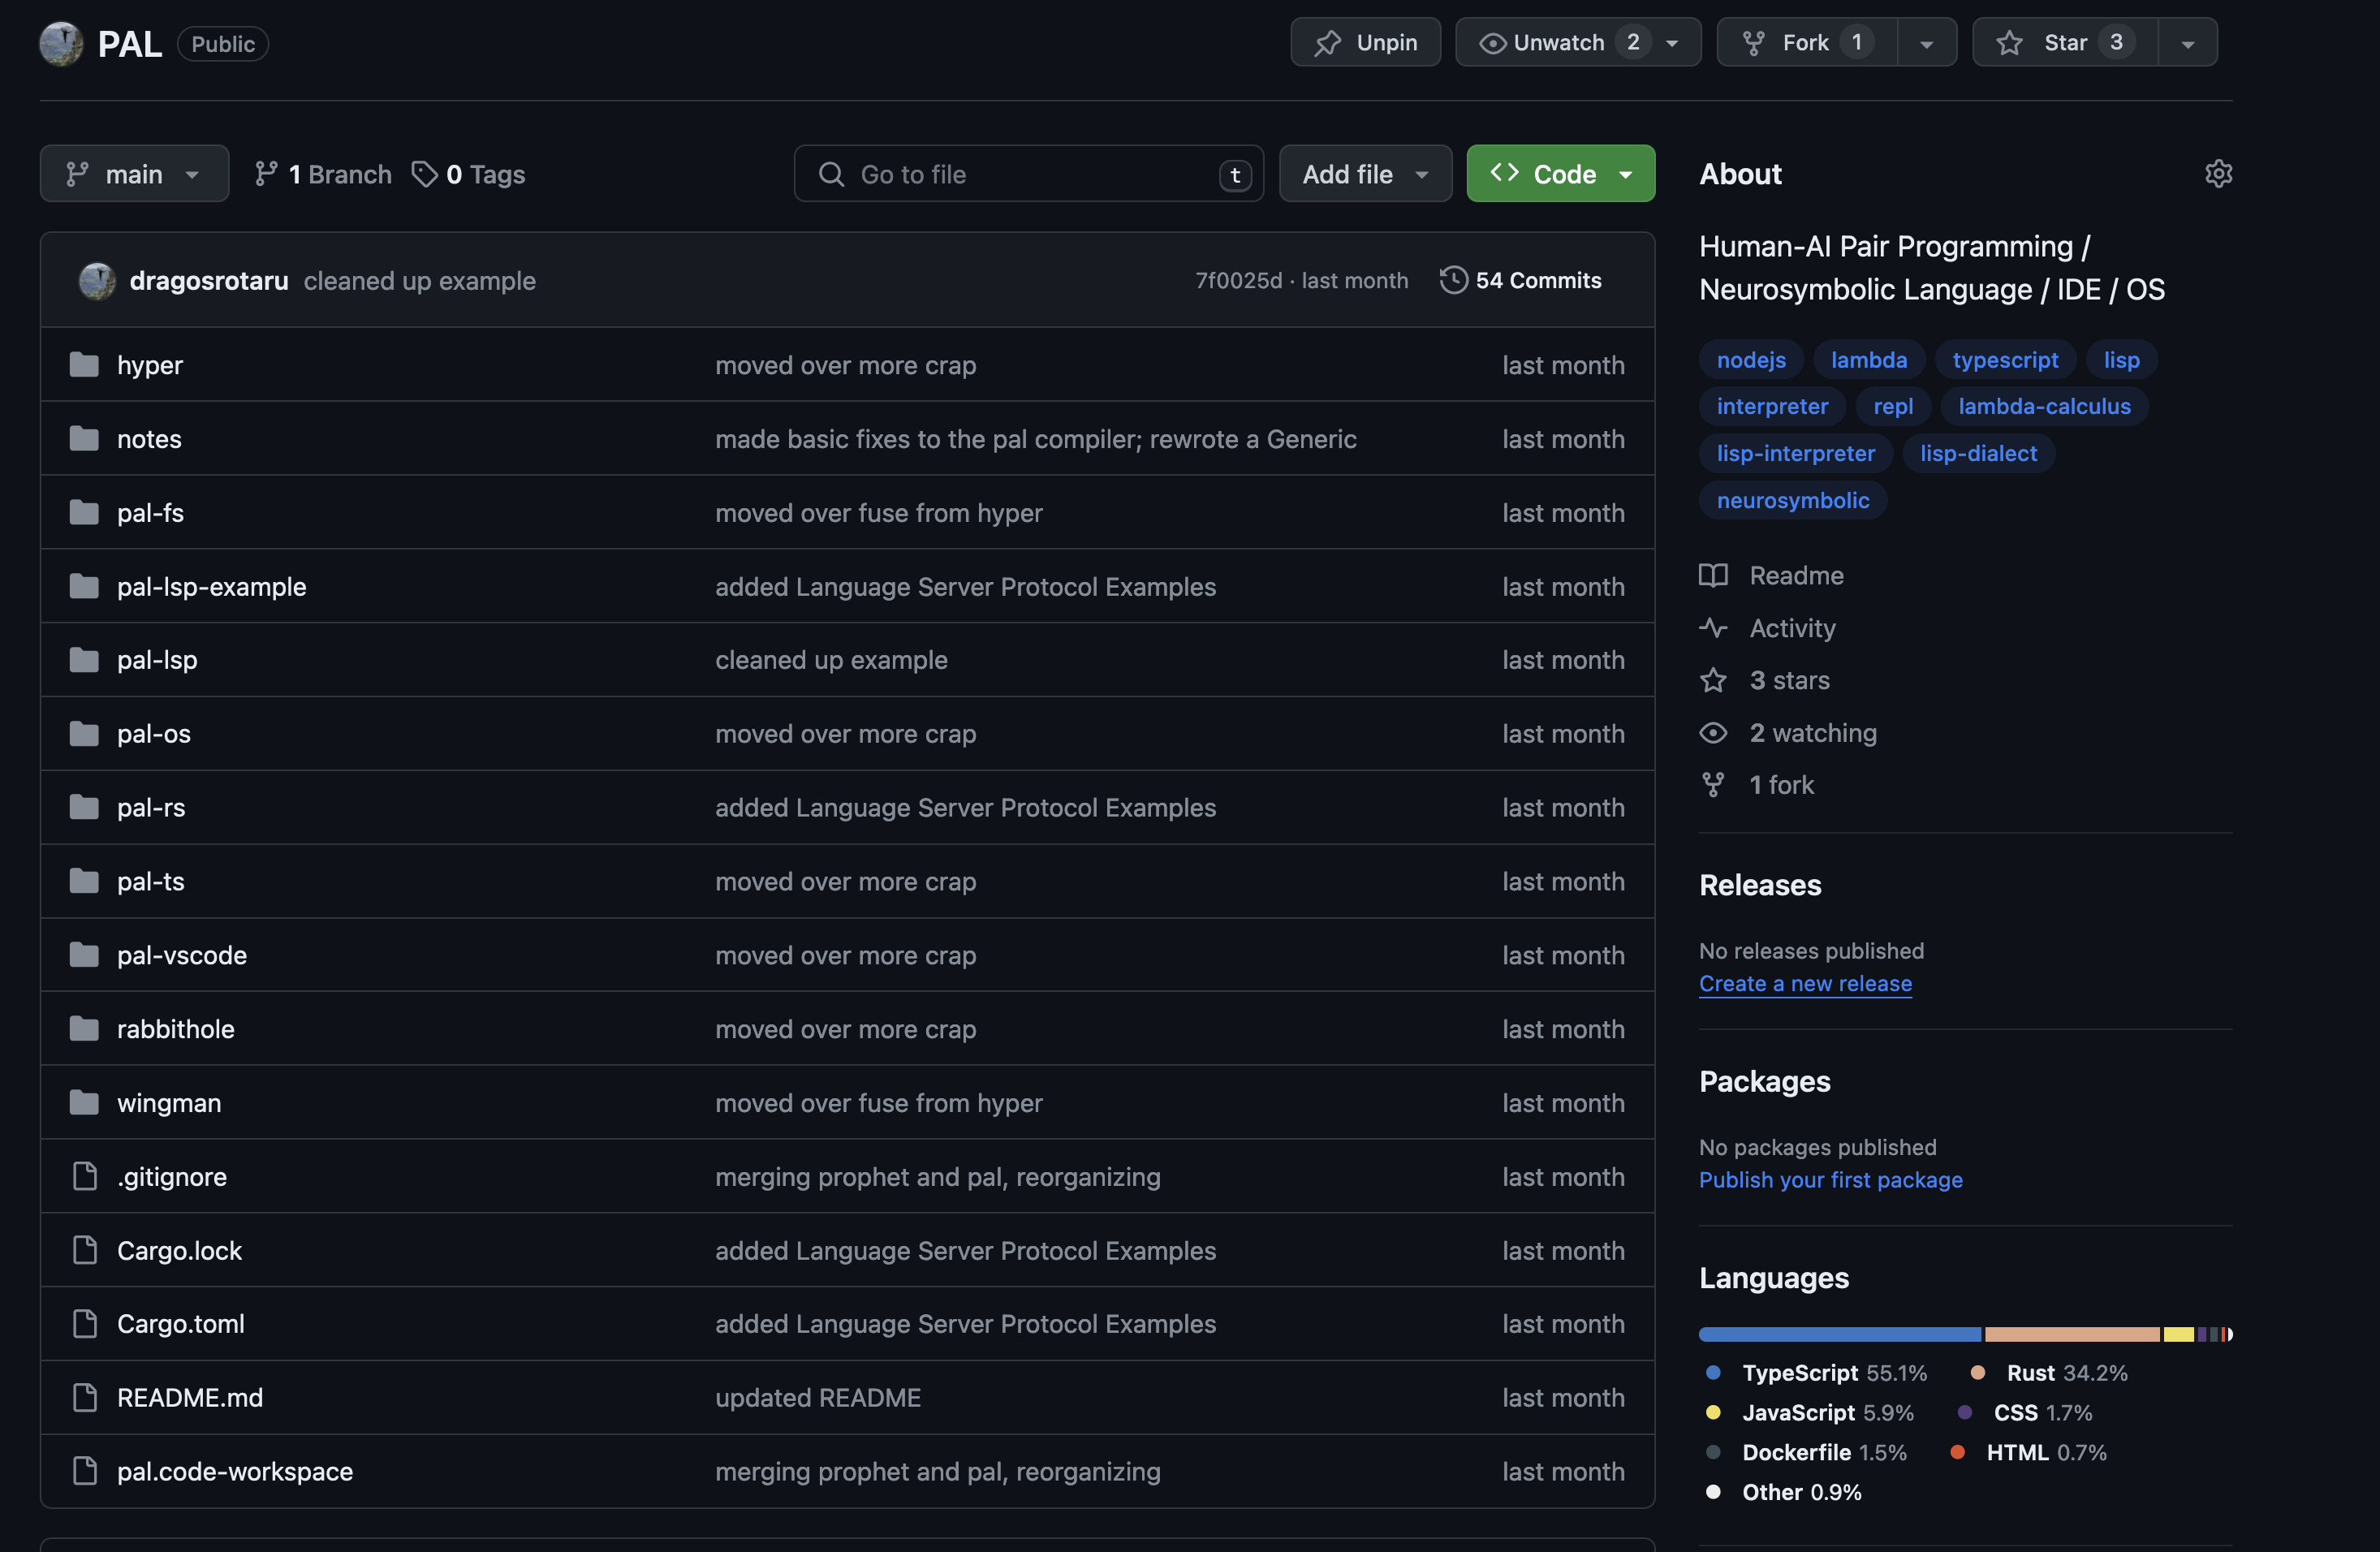 PAL Public Unpin Unwatch 2 Fork 1 Star 3
main 1 Branch 0 Tags Go to file t Add file Code
dragosrotaru cleaned up example 7f0025d · last month 54 Commits
hyper moved over more crap last month
notes made basic fixes to the pal compiler; rewrote a Generic last month
pal-fs moved over fuse from hyper last month
pal-lsp-example added Language Server Protocol Examples last month
pal-lsp cleaned up example last month
pal-os moved over more crap last month
pal-rs added Language Server Protocol Examples last month
pal-ts moved over more crap last month
pal-vscode moved over more crap last month
rabbithole moved over more crap last month
wingman moved over fuse from hyper last month
.gitignore merging prophet and pal, reorganizing last month
Cargo.lock added Language Server Protocol Examples last month
Cargo.toml added Language Server Protocol Examples last month
README.md updated README last month
pal.code-workspace merging prophet and pal, reorganizing last month
About
Human-AI Pair Programming /
Neurosymbolic Language / IDE / OS
nodejs lambda typescript lisp
interpreter repl lambda-calculus
lisp-interpreter lisp-dialect
neurosymbolic
Readme
Activity
3 stars
2 watching
1 fork
Releases
No releases published
Create a new release
Packages
No packages published
Publish your first package
Languages
TypeScript 55.1% Rust 34.2%
JavaScript 5.9% CSS 1.7%
Dockerfile 1.5% HTML 0.7%
Other 0.9%